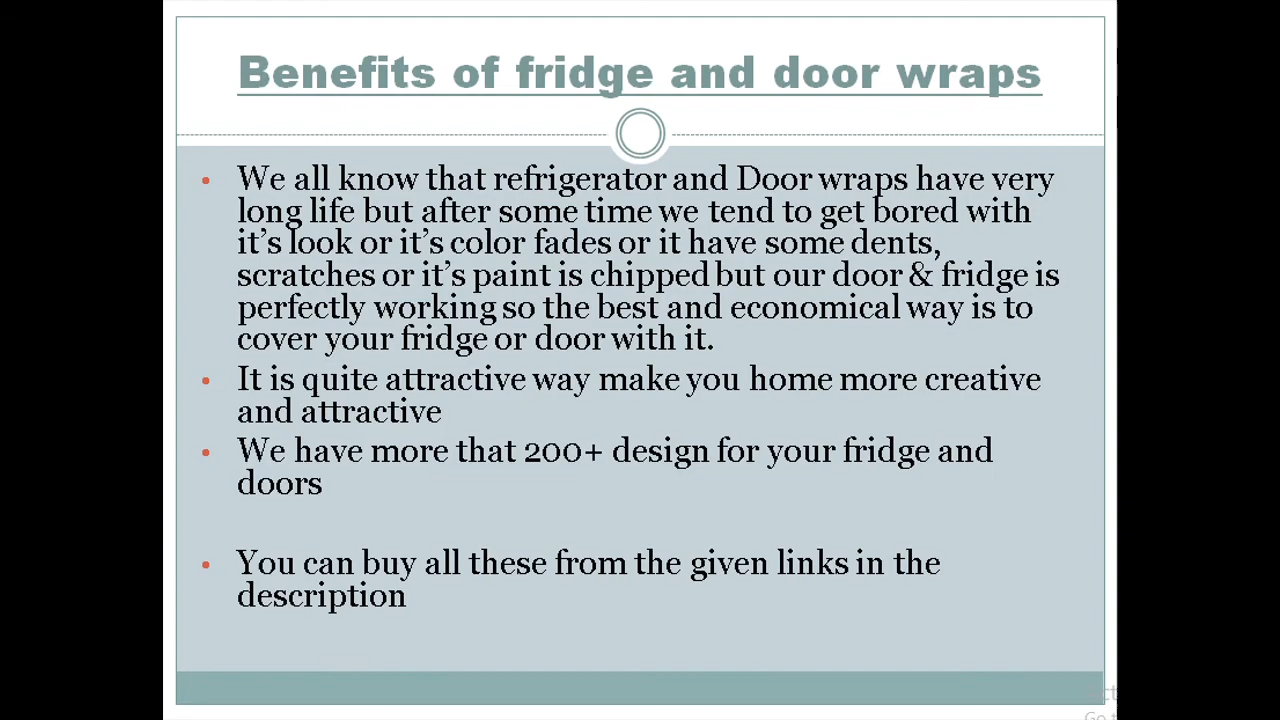 Benefits of fridge and door wraps
• We all know that refrigerator and Door wraps have very
long life but after some time we tend to get bored with
it's look or it's color fades or it have some dents,
scratches or it's paint is chipped but our door & fridge is
perfectly working so the best and economical way is to
cover your fridge or door with it.
• It is quite attractive way make you home more creative
and attractive
• We have more that 200+ design for your fridge and
doors
• You can buy all these from the given links in the
description